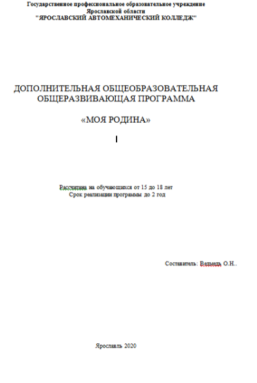 Государственное профессиональное образовательное учреждение
Ярославской области
"ЯРОСЛАВСКИЙ АВТОМЕХАНИЧЕСКИЙ КОЛЛЕДЖ"
ДОПОЛНИТЕЛЬНАЯ ОБЩЕОБРАЗОВАТЕЛЬНАЯ
ОБЩЕРАЗВИВАЮЩАЯ ПРОГРАММА
«МОЯ РОДИНА»
Рассчитана на обучающихся от 15 до 18 лет
Срок реализации программы до 2 год
Составитель: О.Н..
Ярославль 2020